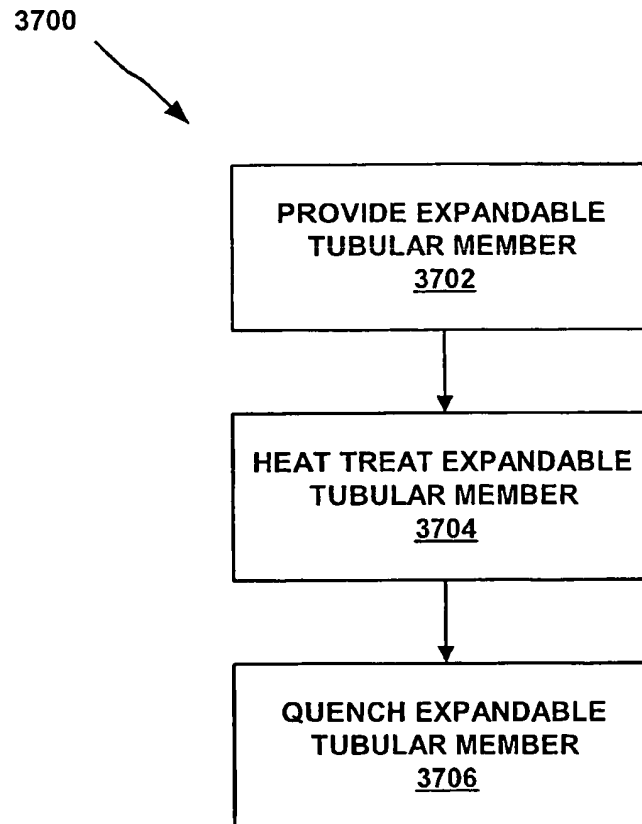 3700
PROVIDE EXPANDABLE
TUBULAR MEMBER
3702
HEAT TREAT EXPANDABLE
TUBULAR MEMBER
3704
QUENCH EXPANDABLE
TUBULAR MEMBER
3706